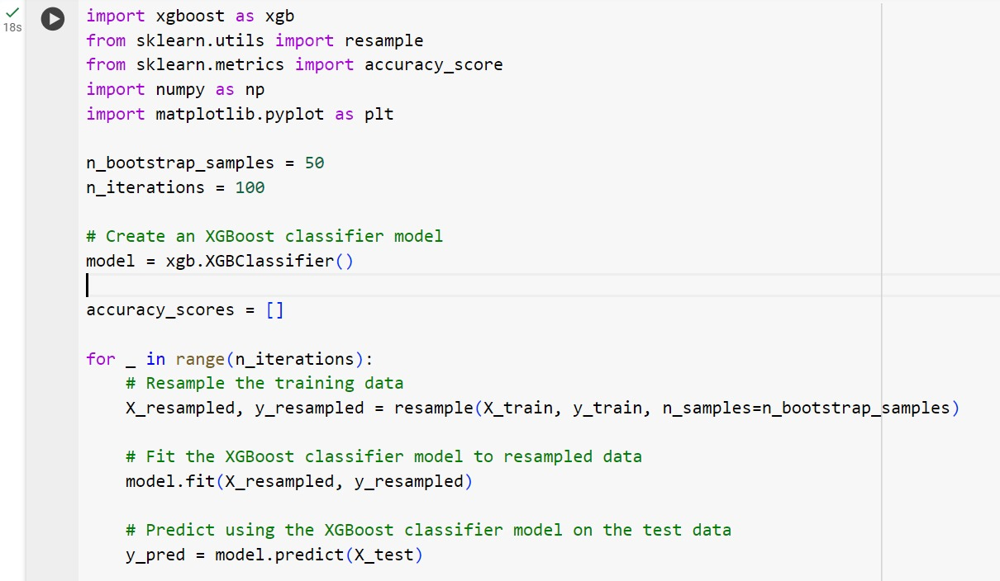 18s
import xgboost as xgb
from sklearn.utils import resample
from sklearn.metrics import accuracy_score
import numpy as np
import matplotlib.pyplot as plt
n_bootstrap_samples = 50
n_iterations = 100
# Create an XGBoost classifier model
model = xgb.XGBClassifier()
accuracy_scores = []
for _ in range(n_iterations):
    # Resample the training data
    X_resampled, y_resampled = resample(X_train, y_train, n_samples=n_bootstrap_samples)
    # Fit the XGBoost classifier model to resampled data
    model.fit(X_resampled, y_resampled)
    # Predict using the XGBoost classifier model on the test data
    y_pred = model.predict(X_test)